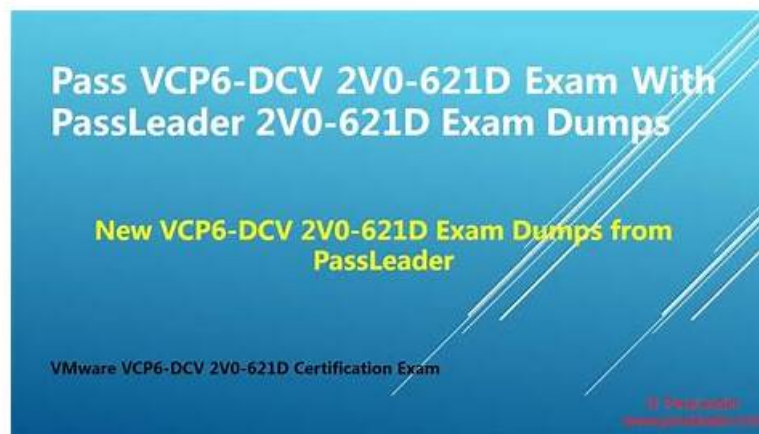 Pass VCP6-DCV 2V0-621D Exam With
PassLeader 2V0-621D Exam Dumps
New VCP6-DCV 2V0-621D Exam Dumps from
PassLeader
VMware VCP6-DCV 2V0-621D Certification Exam